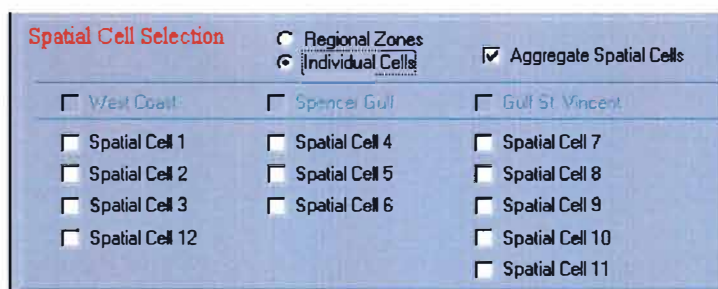 Spatial Cell Selection
Regional Zones
Individual Cells
Aggregate Spatial Cells
West Coast
Spencer Gulf
Gulf St. Vincent
Spatial Cell 1
Spatial Cell 4
Spatial Cell 7
Spatial Cell 2
Spatial Cell 5
Spatial Cell 8
Spatial Cell 3
Spatial Cell 6
Spatial Cell 9
Spatial Cell 12
Spatial Cell 10
Spatial Cell 11